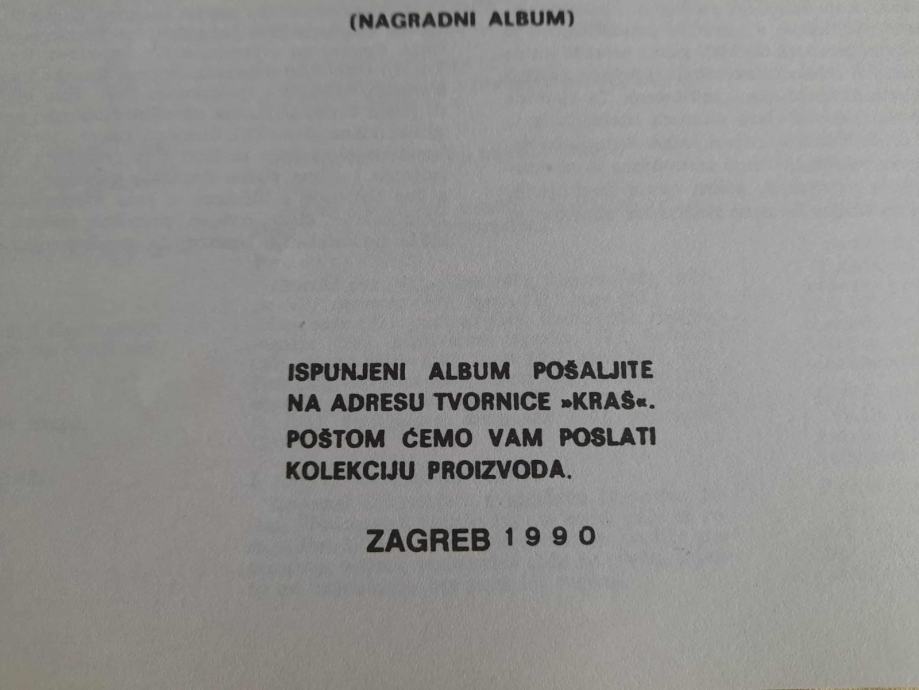 (NAGRADNI ALBUM)
ISPUNJENI ALBUM POŠALJITE
NA ADRESU TVORNICE »KRAŠ«.
POŠTOM ĆEMO VAM POSLATI
KOLEKCIJU PROIZVODA.
ZAGREB 1990